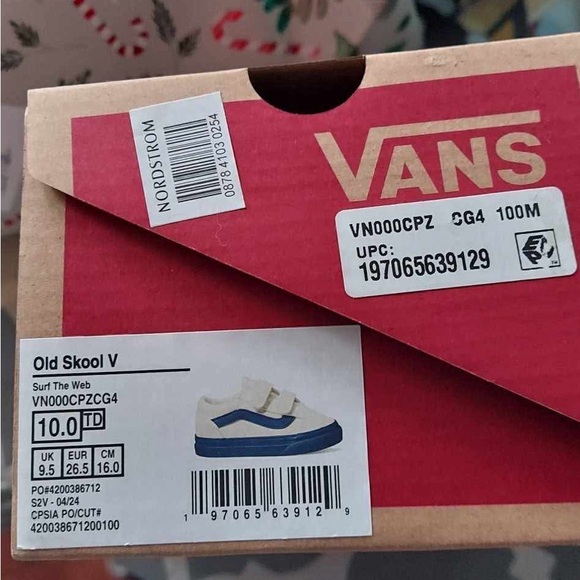 NORDSTROM
0878 4103 0254
VANS
VN000CPZ CG4 100M
UPC:
197065639129
Old Skool V
Surf The Web
VN000CPZCG4
10.0 TD
UK EUR CM
9.5 26.5 16.0
PO#4200386712
S2V - 04/24
CPSIA PO/CUT#
420038671200100
1 97065 63912 9